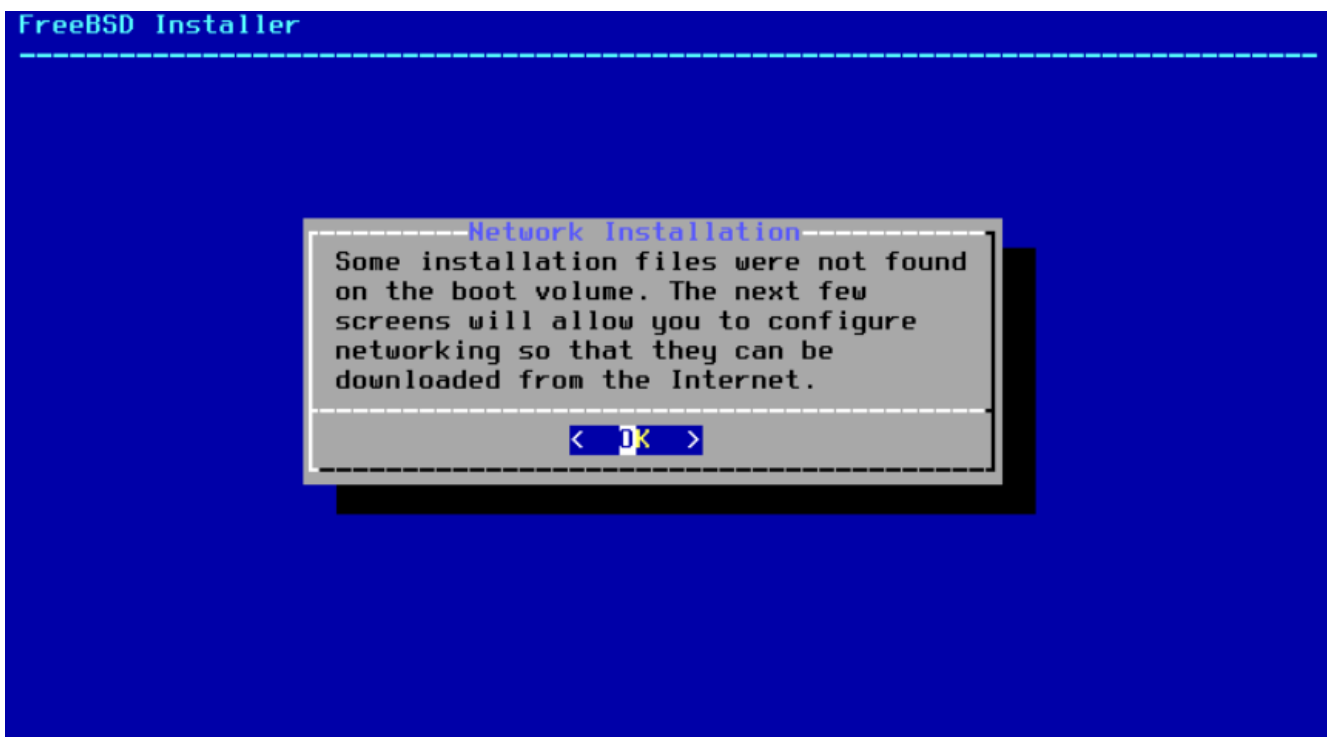 FreeBSD Installer
Network Installation
Some installation files were not found
on the boot volume. The next few
screens will allow you to configure
networking so that they can be
downloaded from the Internet.
<  OK  >